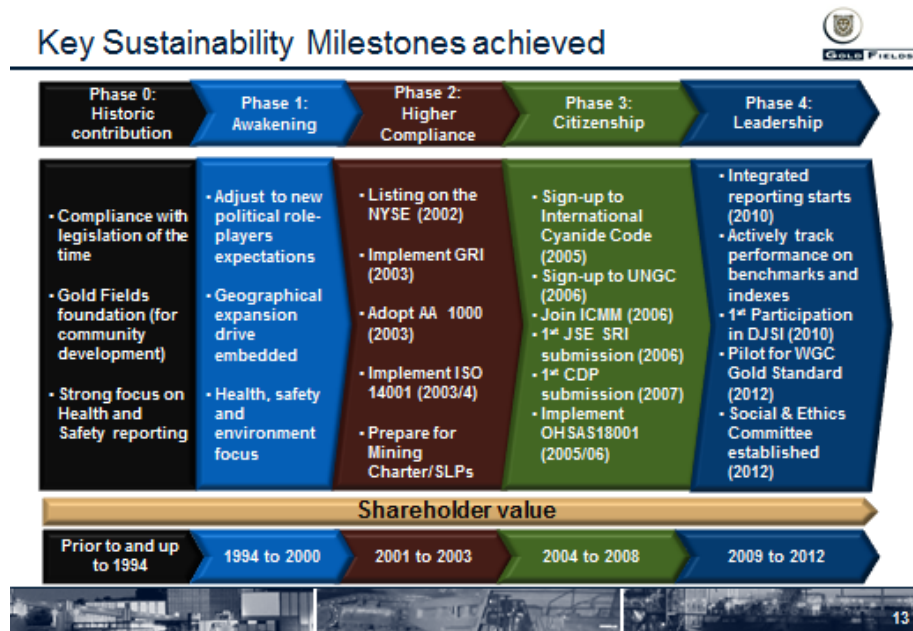 Key Sustainability Milestones achieved
GOLD FIELDS
Phase 0:
Historic
contribution
Phase 1:
Awakening
Phase 2:
Higher
Compliance
Phase 3:
Citizenship
Phase 4:
Leadership
• Compliance with
legislation of the
time
• Gold Fields
foundation (for
community
development)
• Strong focus on
Health and
Safety reporting
• Adjust to new
political role-
players
expectations
• Geographical
expansion
drive
embedded
• Health, safety
and
environment
focus
• Listing on the
NYSE (2002)
• Implement GRI
(2003)
• Adopt AA 1000
(2003)
• Implement ISO
14001 (2003/4)
• Prepare for
Mining
Charter/SLPs
• Sign-up to
International
Cyanide Code
(2005)
• Sign-up to UNGC
(2006)
• Join ICMM (2006)
• 1st JSE SRI
submission (2006)
• 1st CDP
submission (2007)
• Implement
OHSAS18001
(2005/06)
• Integrated
reporting starts
(2010)
• Actively track
performance on
benchmarks and
indexes
• 1st Participation
in DJSI (2010)
• Pilot for WGC
Gold Standard
(2012)
• Social & Ethics
Committee
established
(2012)
Shareholder value
Prior to and up
to 1994
1994 to 2000
2001 to 2003
2004 to 2008
2009 to 2012
13